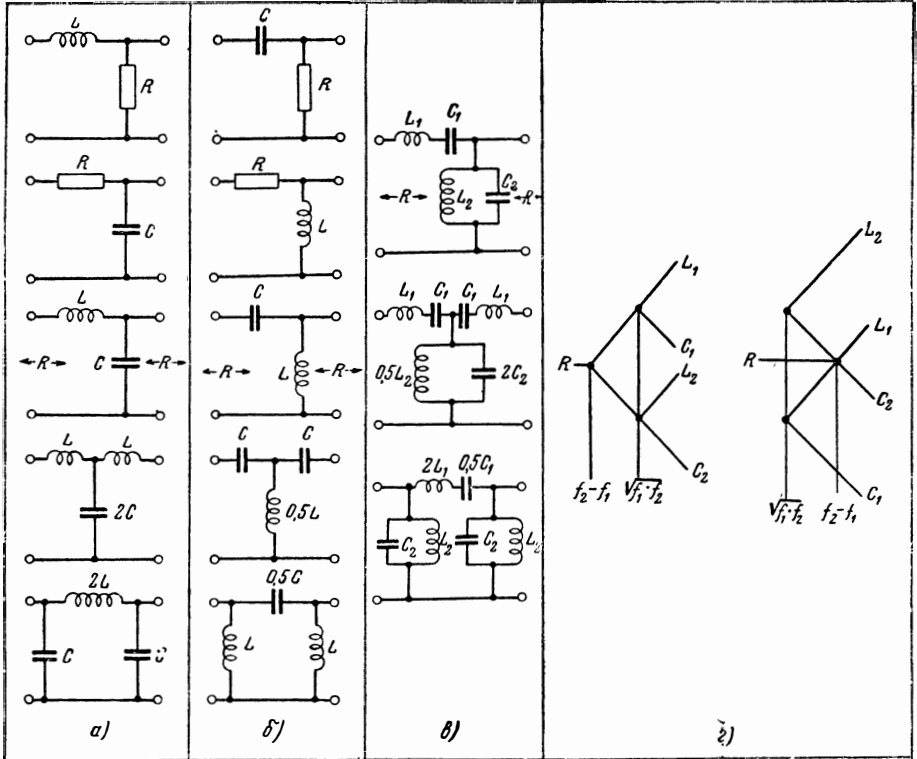 L
R
R
C
L
R
C
R
L
L
2C
2L
C
C
а)
C
R
R
L
C
R
L
R
C
C
0,5L
0,5C
L
L
б)
L₁ C₁
R
L₂
C₂
R
L₁ C₁ C₁ L₁
0,5L₂
2C₂
2L₁ 0,5C₁
C₂
L₂
C₂
L₂
в)
L₁
C₁
R
L₂
C₂
f₂-f₁
√f₁·f₂
L₂
L₁
R
C₂
C₁
√f₁·f₂
f₂-f₁
г)